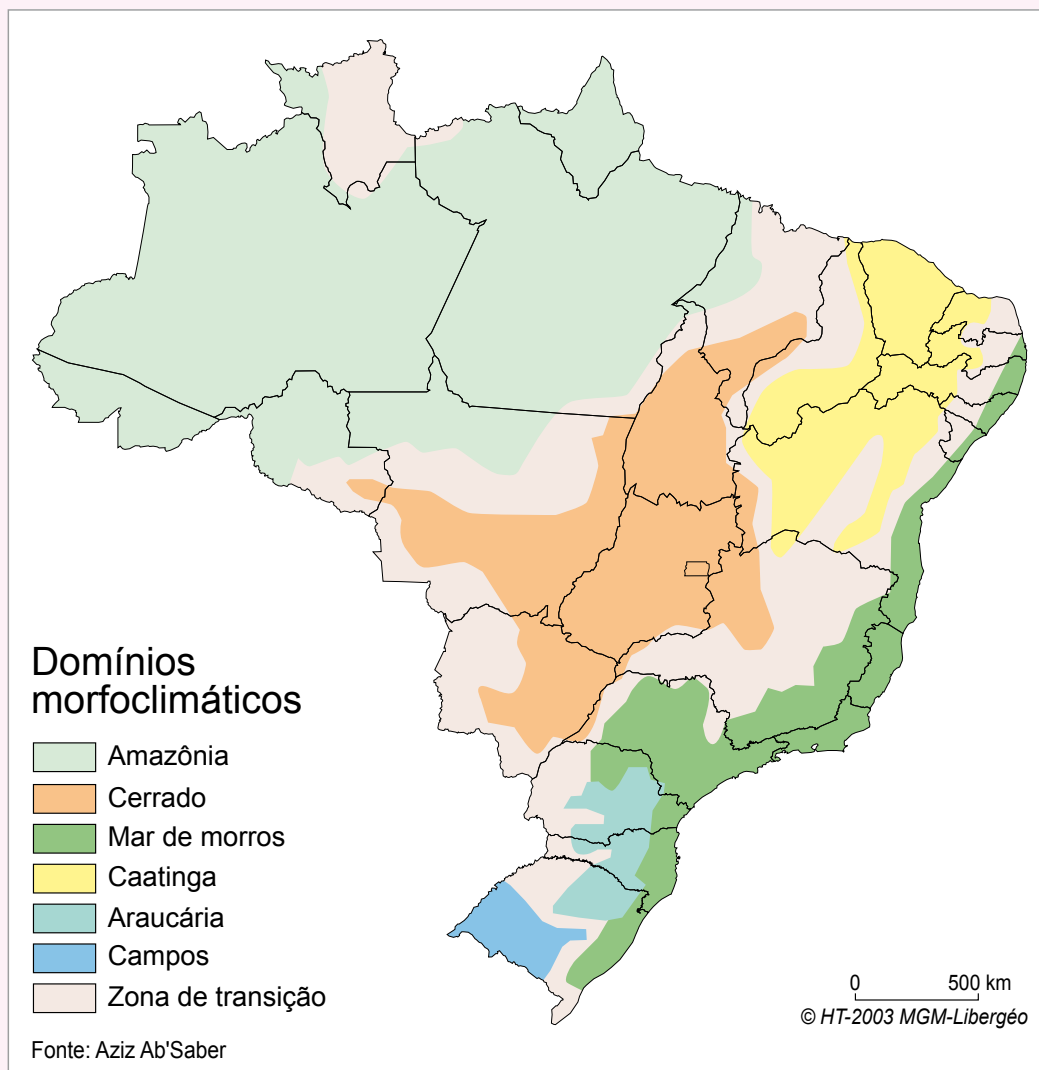 Domínios
morfoclimáticos
Amazônia
Cerrado
Mar de morros
Caatinga
Araucária
Campos
Zona de transição
Fonte: Aziz Ab'Saber
0 500 km
© HT-2003 MGM-Libergéo